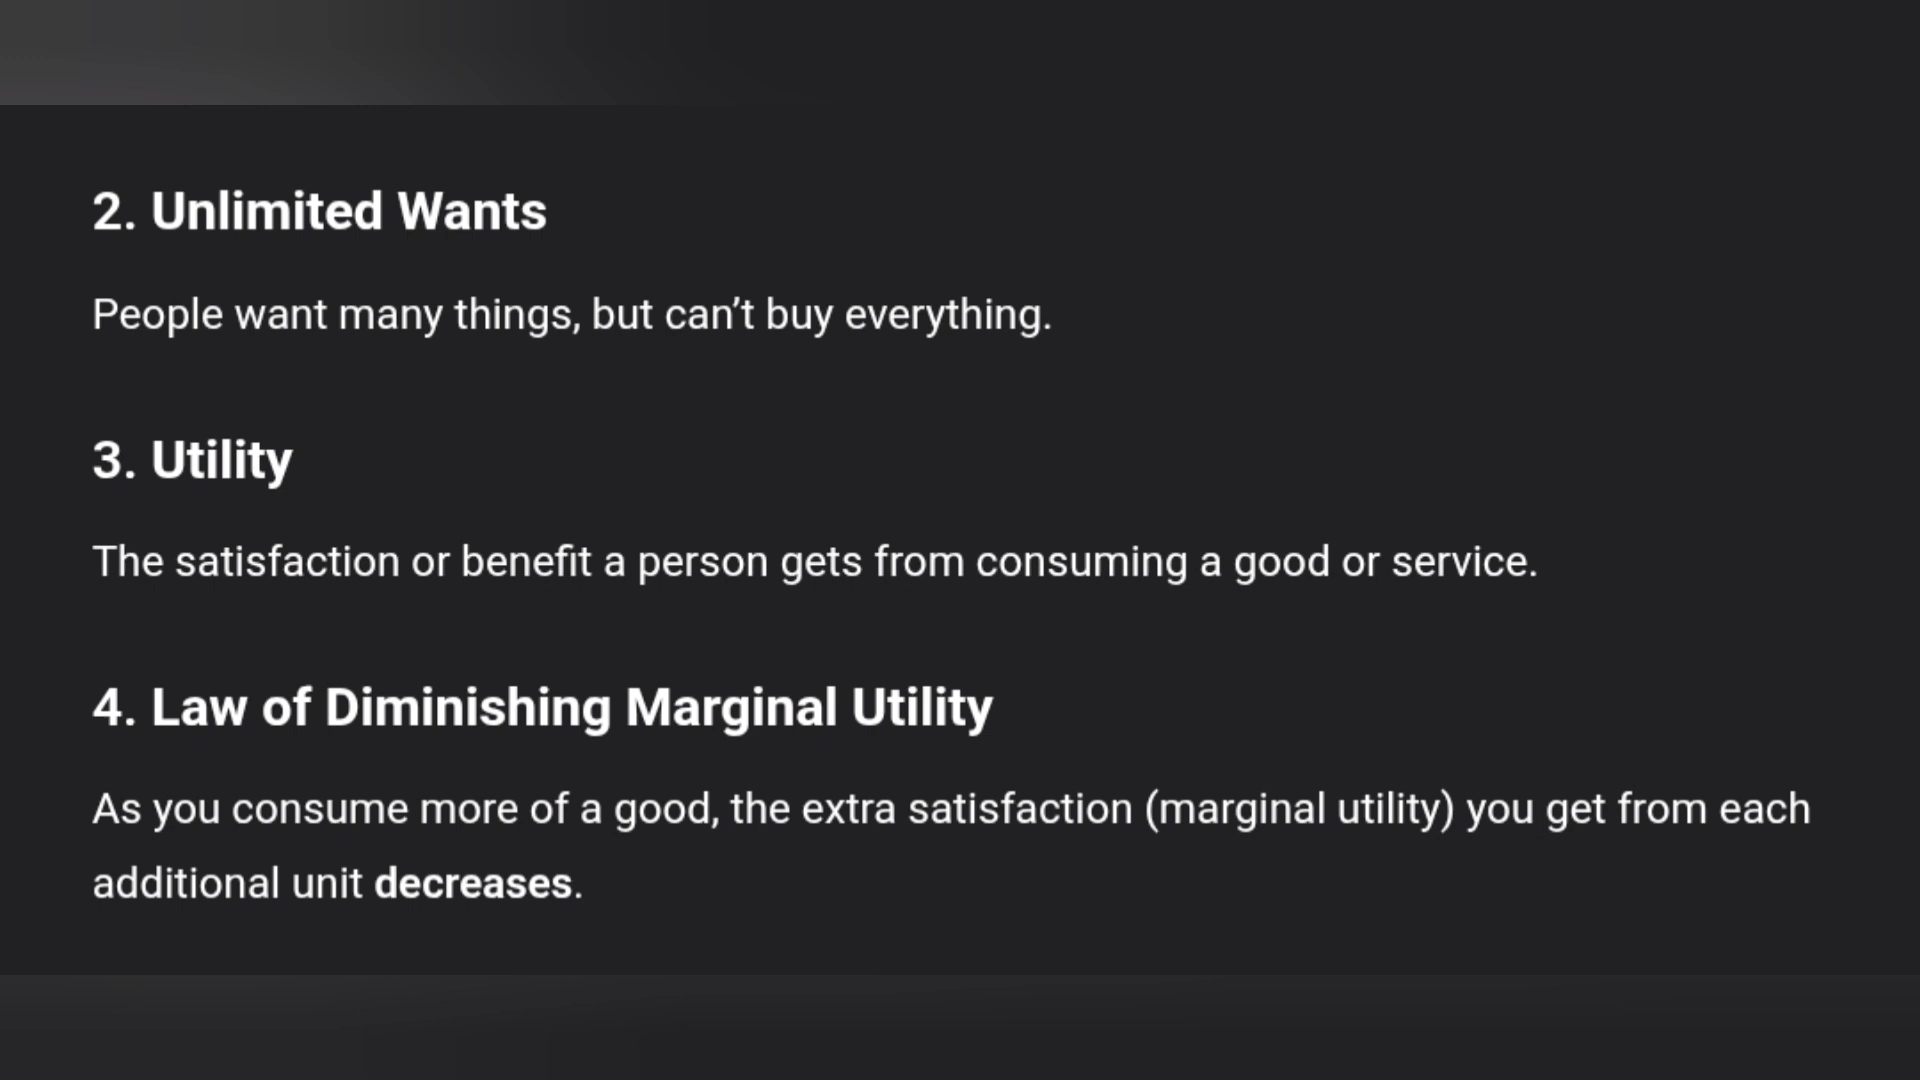 2. Unlimited Wants
People want many things, but can’t buy everything.
3. Utility
The satisfaction or benefit a person gets from consuming a good or service.
4. Law of Diminishing Marginal Utility
As you consume more of a good, the extra satisfaction (marginal utility) you get from each
additional unit decreases.